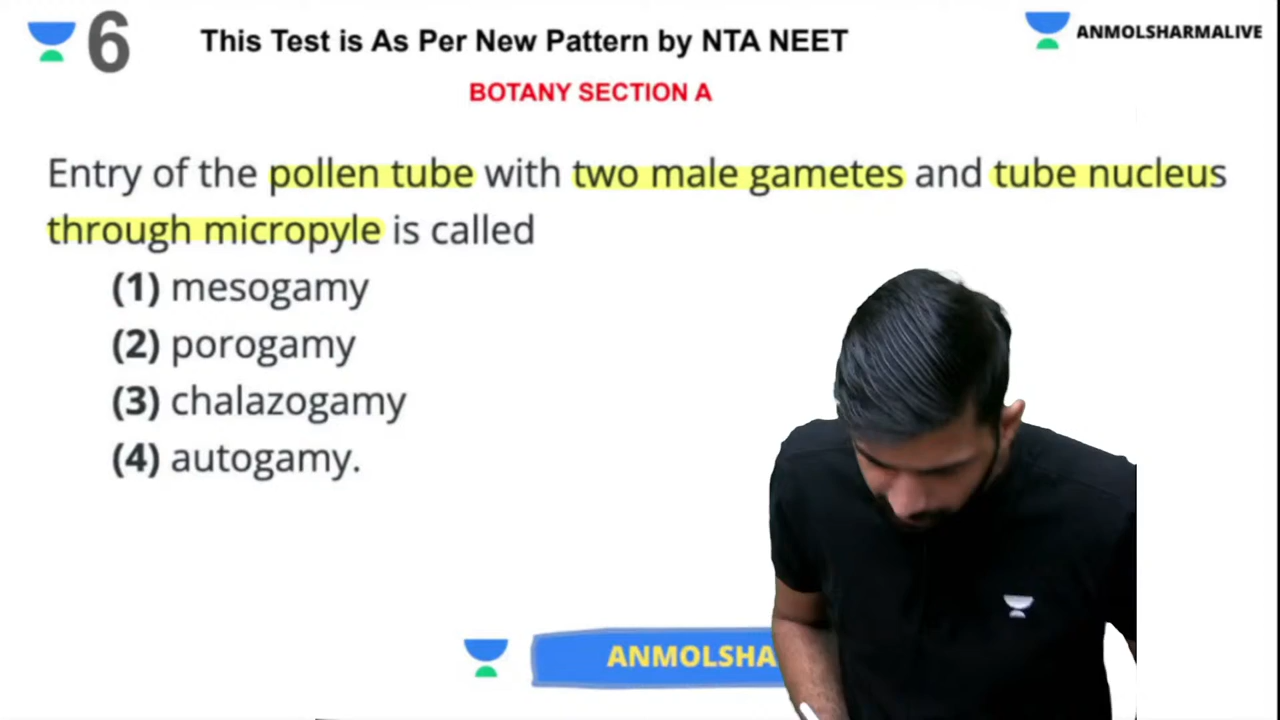 6
This Test is As Per New Pattern by NTA NEET
ANMOLSHARMALIVE
BOTANY SECTION A
Entry of the pollen tube with two male gametes and tube nucleus
through micropyle is called
(1) mesogamy
(2) porogamy
(3) chalazogamy
(4) autogamy.
ANMOLSHA